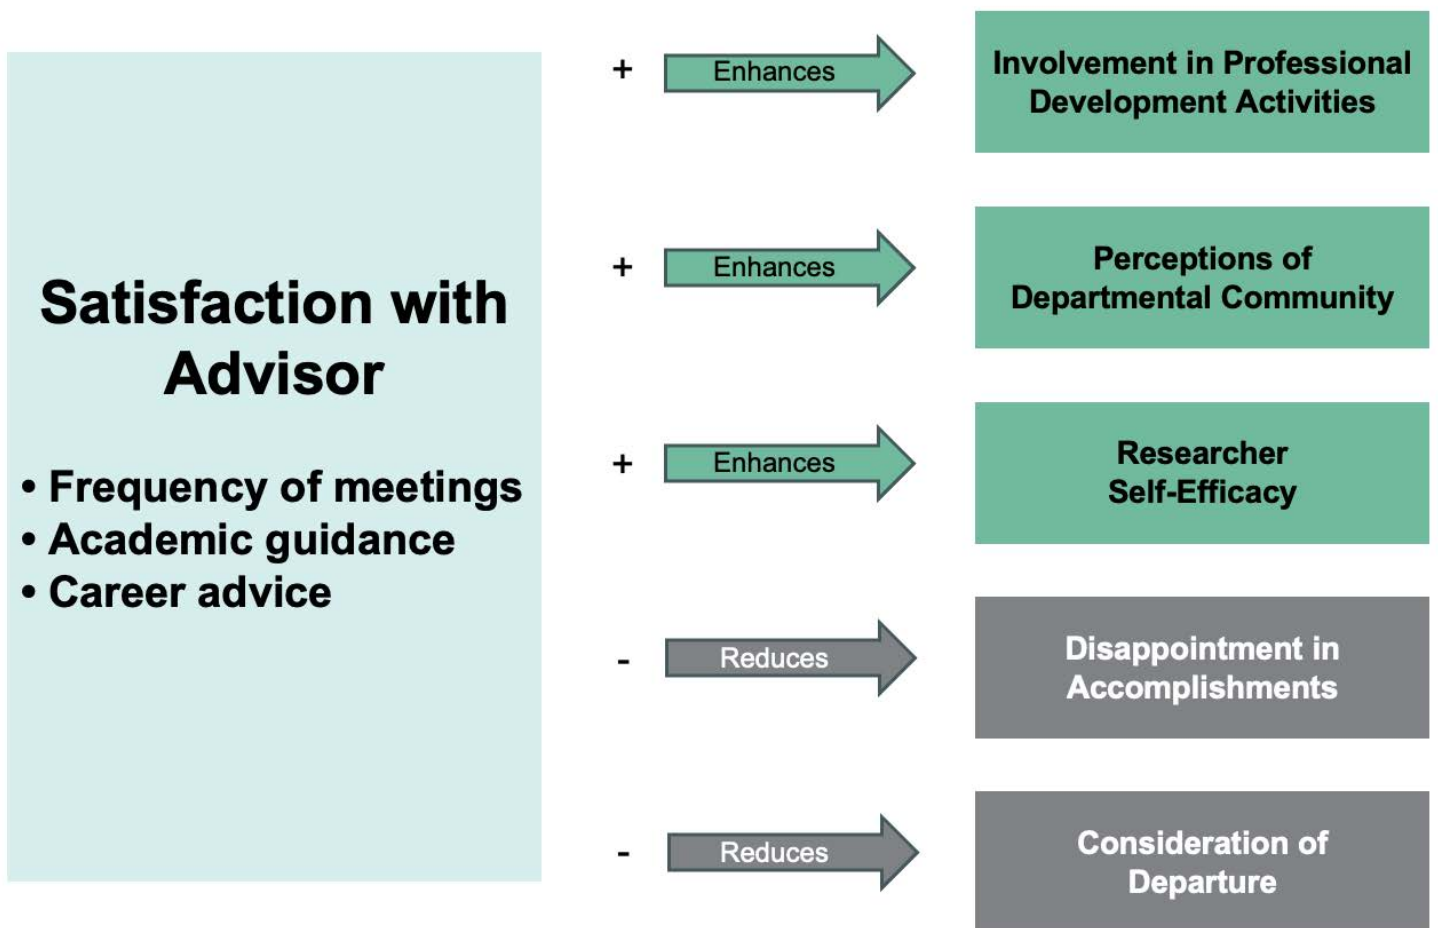 Satisfaction with
Advisor
• Frequency of meetings
• Academic guidance
• Career advice
+ Enhances
Involvement in Professional
Development Activities
+ Enhances
Perceptions of
Departmental Community
+ Enhances
Researcher
Self-Efficacy
- Reduces
Disappointment in
Accomplishments
- Reduces
Consideration of
Departure